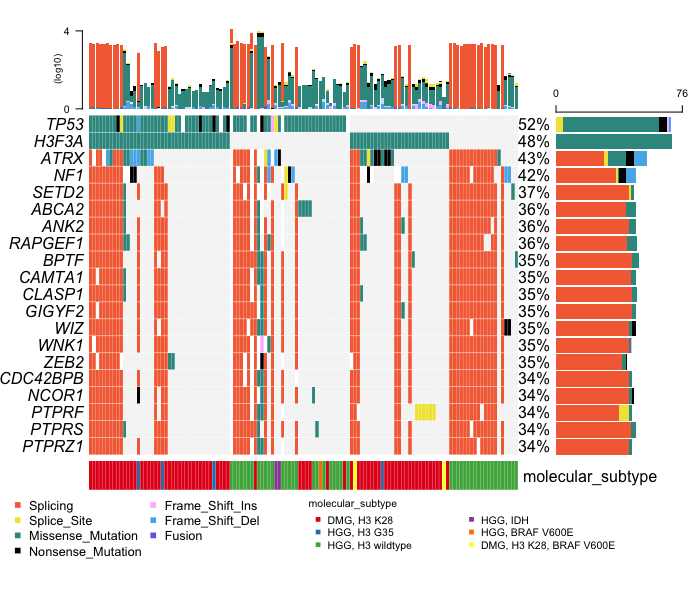 4
(log10)
0
0 76
TP53 52%
H3F3A 48%
ATRX 43%
NF1 42%
SETD2 37%
ABCA2 36%
ANK2 36%
RAPGEF1 36%
BPTF 35%
CAMTA1 35%
CLASP1 35%
GIGYF2 35%
WIZ 35%
WNK1 35%
ZEB2 35%
CDC42BPB 34%
NCOR1 34%
PTPRF 34%
PTPRS 34%
PTPRZ1 34%
molecular_subtype
Splicing
Splice_Site
Missense_Mutation
Nonsense_Mutation
Frame_Shift_Ins
Frame_Shift_Del
Fusion
molecular_subtype
DMG, H3 K28
HGG, H3 G35
HGG, H3 wildtype
HGG, IDH
HGG, BRAF V600E
DMG, H3 K28, BRAF V600E